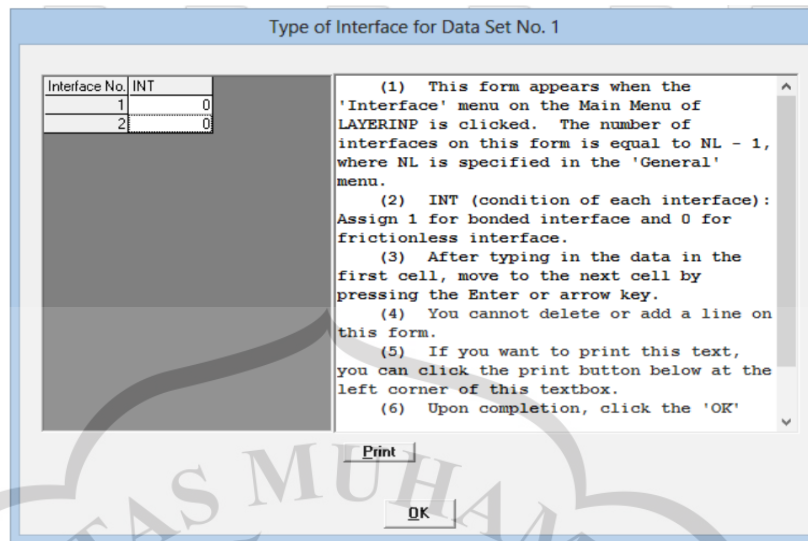 Type of Interface for Data Set No. 1
Interface No. INT
1 0
2 0
(1) This form appears when the
'Interface' menu on the Main Menu of
LAYERINP is clicked. The number of
interfaces on this form is equal to NL - 1,
where NL is specified in the 'General'
menu.
(2) INT (condition of each interface):
Assign 1 for bonded interface and 0 for
frictionless interface.
(3) After typing in the data in the
first cell, move to the next cell by
pressing the Enter or arrow key.
(4) You cannot delete or add a line on
this form.
(5) If you want to print this text,
you can click the print button below at the
left corner of this textbox.
(6) Upon completion, click the 'OK'
Print
OK
TAS MUHAM